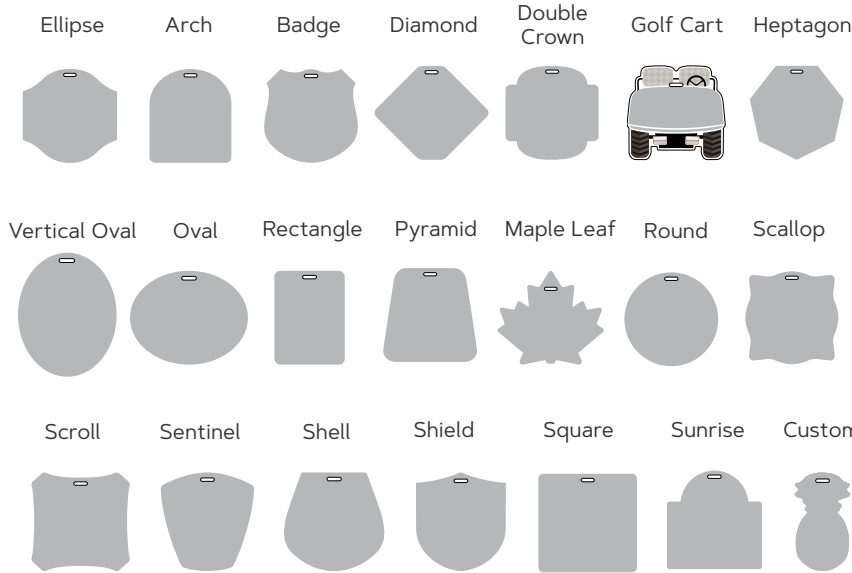 Ellipse
Arch
Badge
Diamond
Double
Crown
Golf Cart
Heptagon
Vertical Oval
Oval
Rectangle
Pyramid
Maple Leaf
Round
Scallop
Scroll
Sentinel
Shell
Shield
Square
Sunrise
Custom